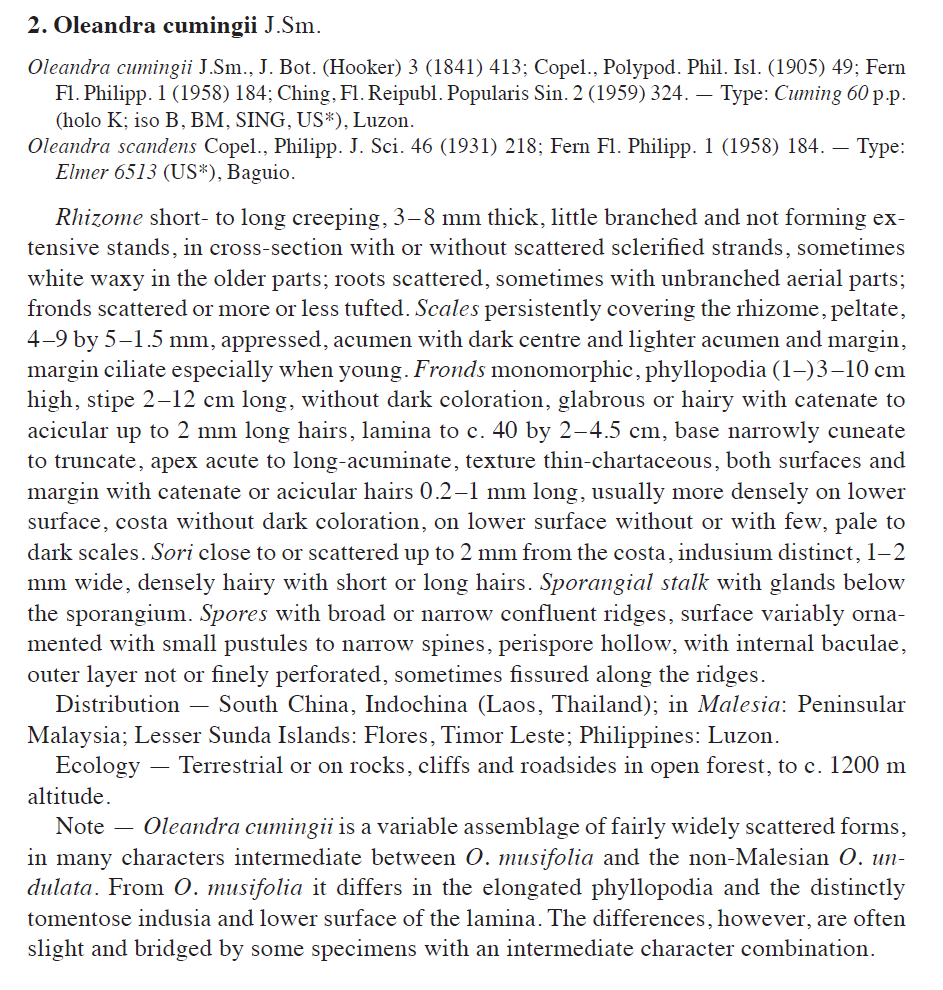 2. Oleandra cumingii J.Sm.
Oleandra cumingii J.Sm., J. Bot. (Hooker) 3 (1841) 413; Copel., Polypod. Phil. Isl. (1905) 49; Fern
Fl. Philipp. 1 (1958) 184; Ching, Fl. Reipubl. Popularis Sin. 2 (1959) 324. — Type: Cuming 60 p.p.
(holo K; iso B, BM, SING, US*), Luzon.
Oleandra scandens Copel., Philipp. J. Sci. 46 (1931) 218; Fern Fl. Philipp. 1 (1958) 184. — Type:
Elmer 6513 (US*), Baguio.
Rhizome short- to long creeping, 3–8 mm thick, little branched and not forming ex-
tensive stands, in cross-section with or without scattered sclerified strands, sometimes
white waxy in the older parts; roots scattered, sometimes with unbranched aerial parts;
fronds scattered or more or less tufted. Scales persistently covering the rhizome, peltate,
4–9 by 5–1.5 mm, appressed, acumen with dark centre and lighter acumen and margin,
margin ciliate especially when young. Fronds monomorphic, phyllopodia (1–)3–10 cm
high, stipe 2–12 cm long, without dark coloration, glabrous or hairy with catenate to
acicular up to 2 mm long hairs, lamina to c. 40 by 2–4.5 cm, base narrowly cuneate
to truncate, apex acute to long-acuminate, texture thin-chartaceous, both surfaces and
margin with catenate or acicular hairs 0.2–1 mm long, usually more densely on lower
surface, costa without dark coloration, on lower surface without or with few, pale to
dark scales. Sori close to or scattered up to 2 mm from the costa, indusium distinct, 1–2
mm wide, densely hairy with short or long hairs. Sporangial stalk with glands below
the sporangium. Spores with broad or narrow confluent ridges, surface variably orna-
mented with small pustules to narrow spines, perispore hollow, with internal baculae,
outer layer not or finely perforated, sometimes fissured along the ridges.
Distribution — South China, Indochina (Laos, Thailand); in Malesia: Peninsular
Malaysia; Lesser Sunda Islands: Flores, Timor Leste; Philippines: Luzon.
Ecology — Terrestrial or on rocks, cliffs and roadsides in open forest, to c. 1200 m
altitude.
Note — Oleandra cumingii is a variable assemblage of fairly widely scattered forms,
in many characters intermediate between O. musifolia and the non-Malesian O. un-
dulata. From O. musifolia it differs in the elongated phyllopodia and the distinctly
tomentose indusia and lower surface of the lamina. The differences, however, are often
slight and bridged by some specimens with an intermediate character combination.